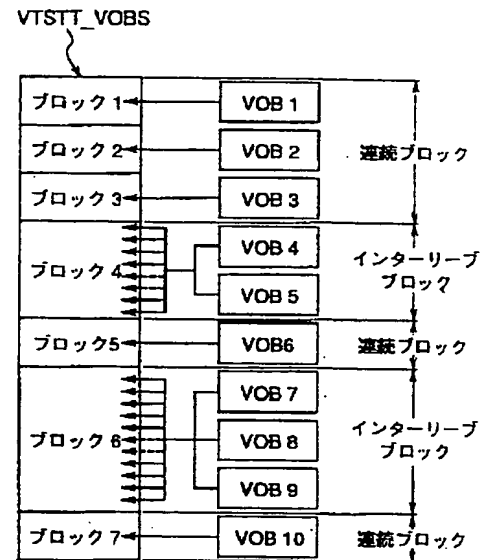 VTSTT_VOBS
ブロック 1
VOB 1
ブロック 2
VOB 2
連続ブロック
ブロック 3
VOB 3
VOB 4
インターリーブ
ブロック
ブロック 4
VOB 5
ブロック5
VOB6
連続ブロック
VOB 7
インターリーブ
ブロック
ブロック 6
VOB 8
VOB 9
ブロック 7
VOB 10
連続ブロック